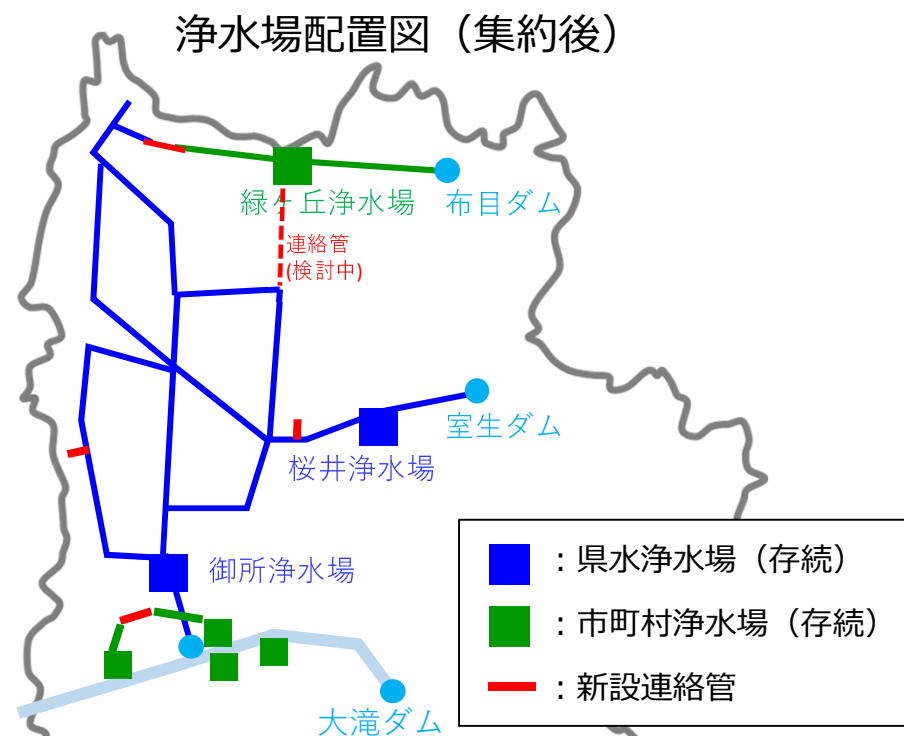 浄水場配置図（集約後）
緑ヶ丘浄水場
布目ダム
連絡管
(検討中)
室生ダム
桜井浄水場
御所浄水場
大滝ダム
：県水浄水場（存続）
：市町村浄水場（存続）
：新設連絡管